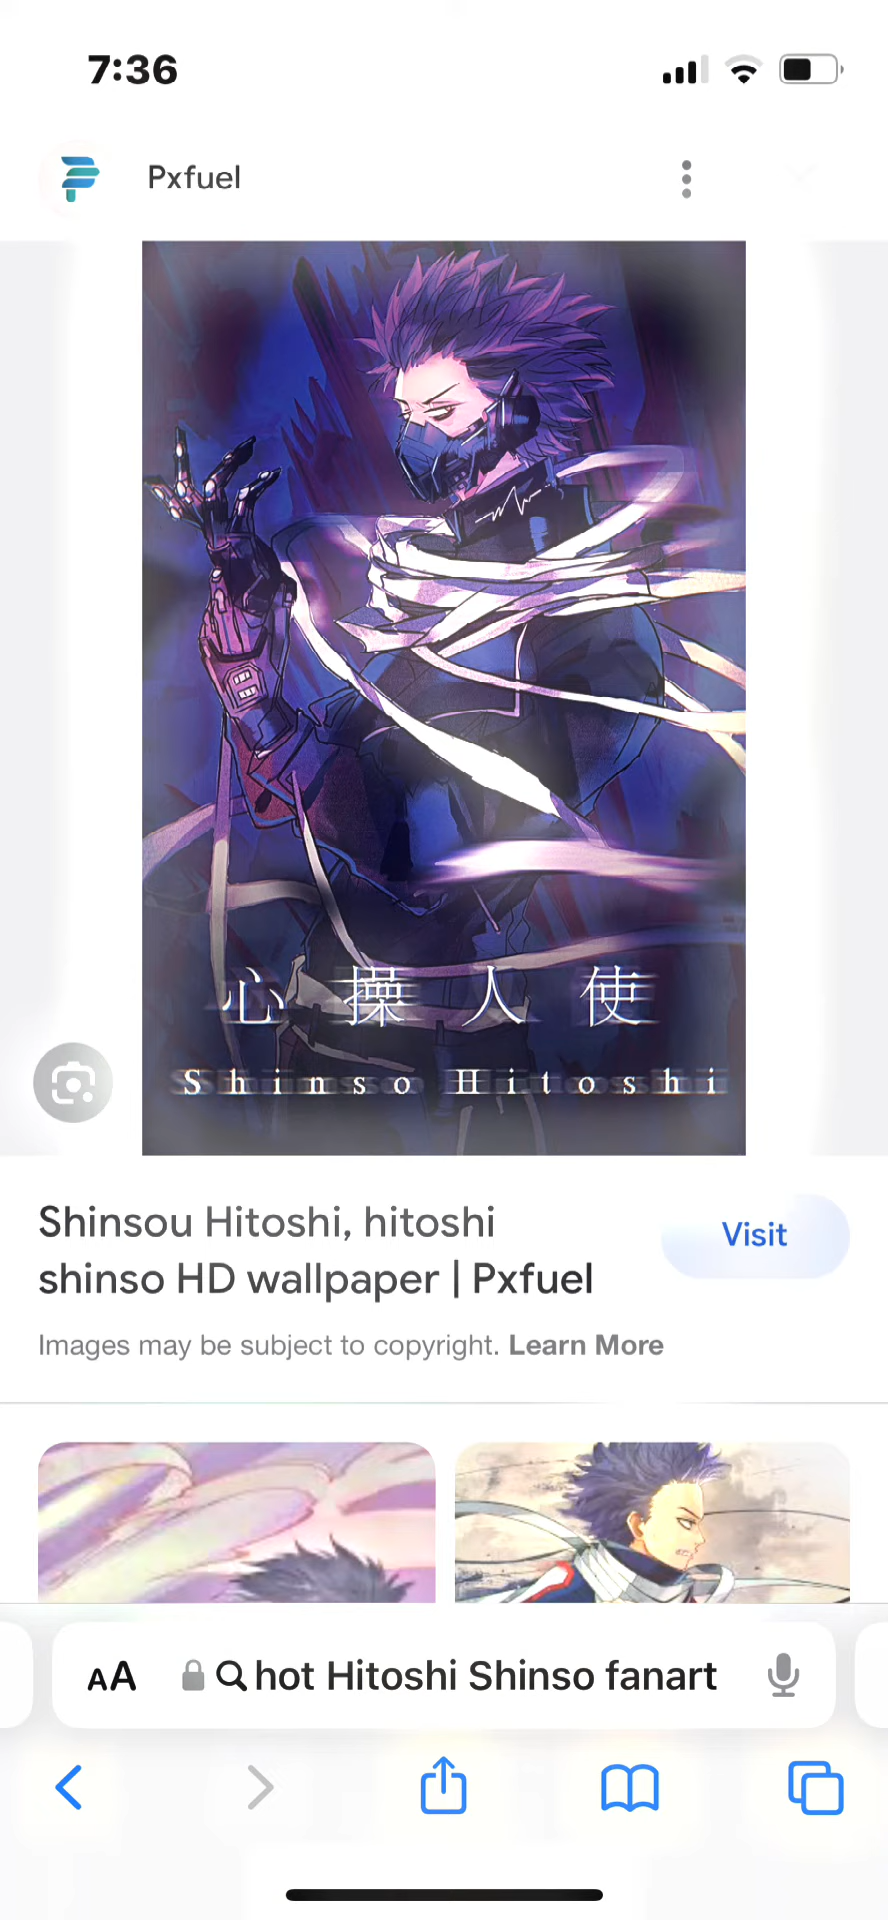 7:36
Pxfuel
心操人使
Shinso Hitoshi
Shinsou Hitoshi, hitoshi
shinso HD wallpaper | Pxfuel
Visit
Images may be subject to copyright. Learn More
AA hot Hitoshi Shinso fanart